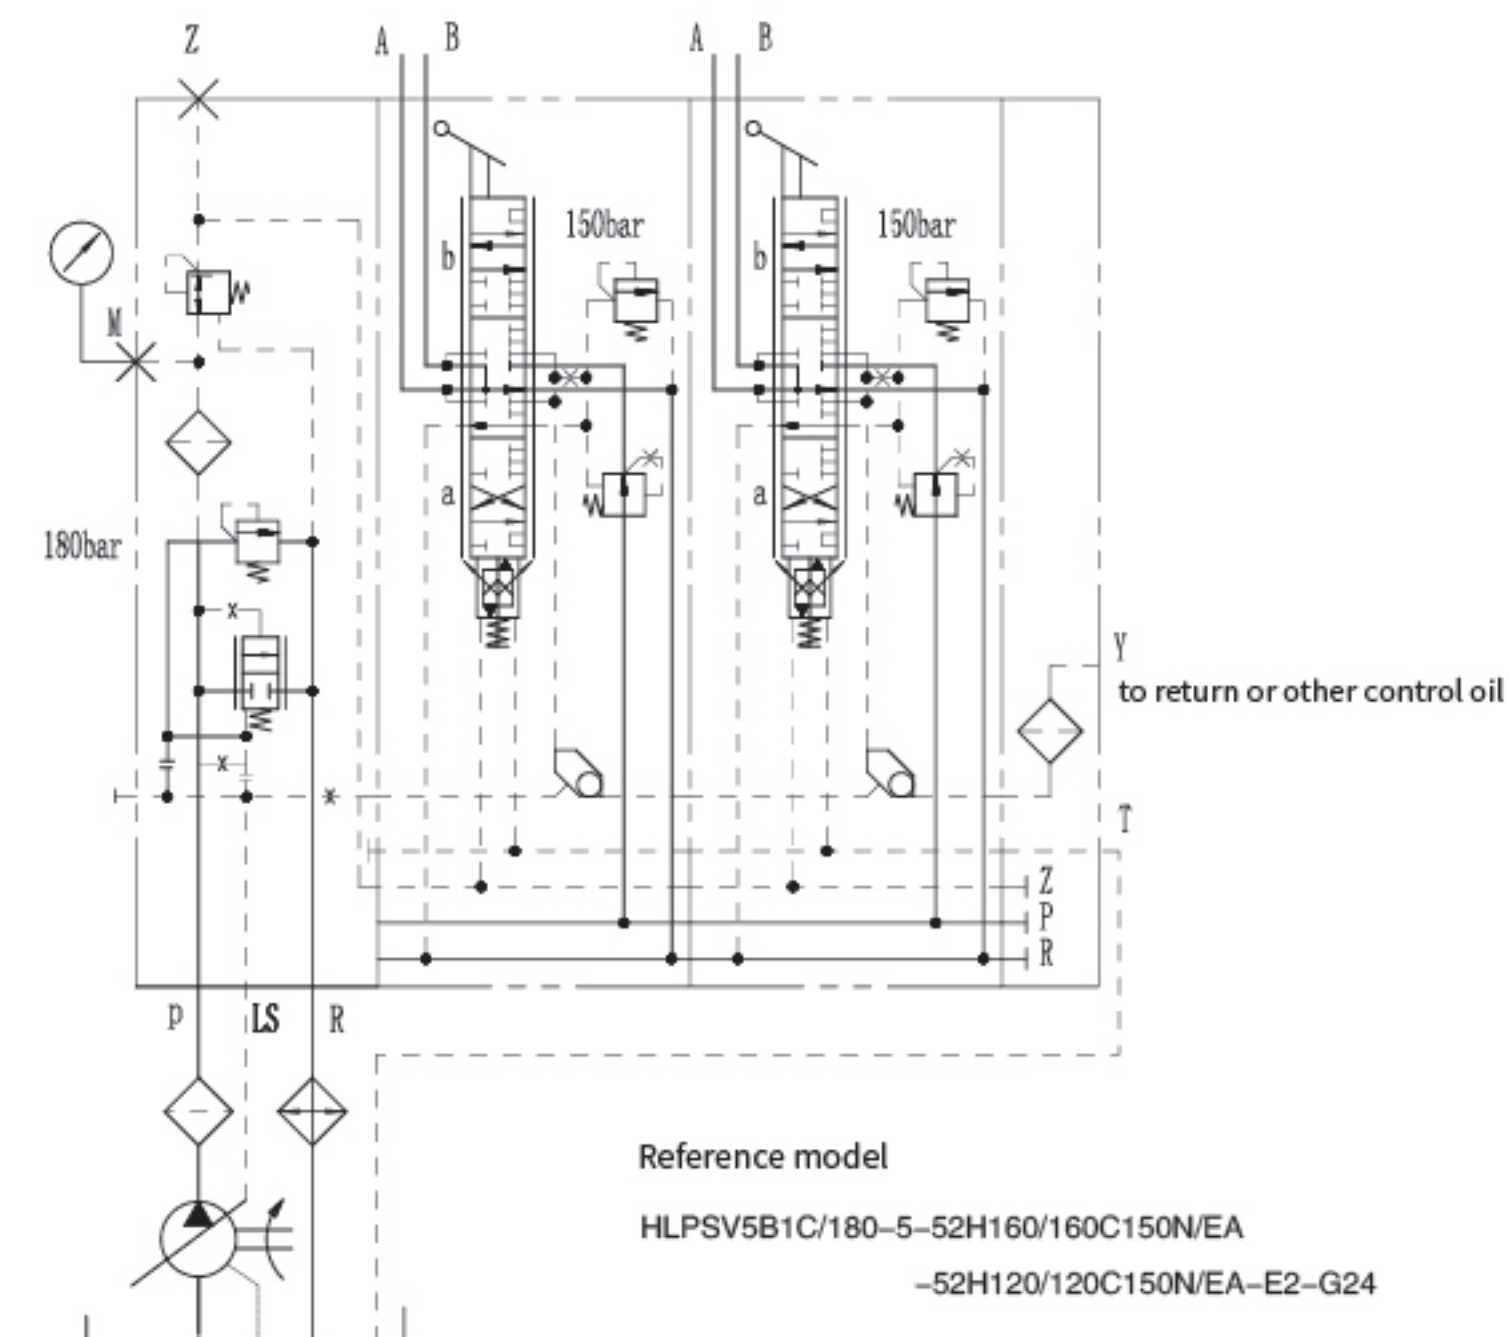 Z
A B A B
150bar 150bar
b b
M
a a
180bar
x
Y
to return or other control oil
x
T
Z
P
R
p LS R
Reference model
HLPSV5B1C/180–5–52H160/160C150N/EA
–52H120/120C150N/EA–E2–G24